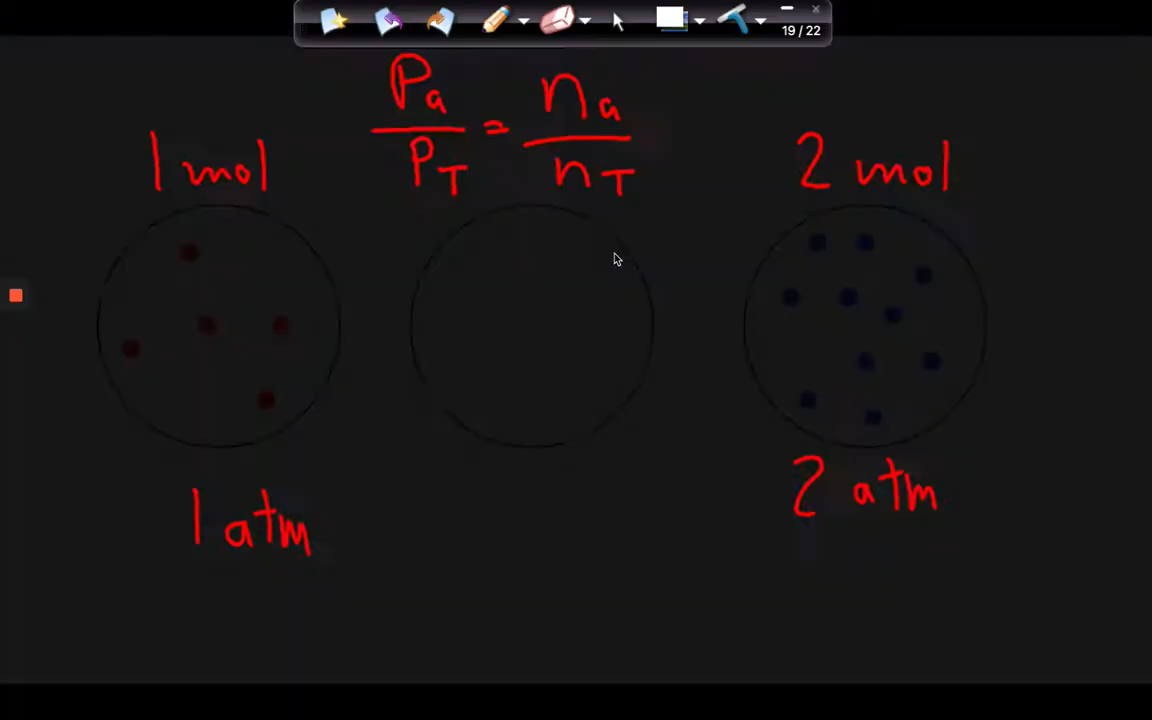 19 / 22
Pa/PT = na/nT
1 mol
2 mol
1 atm
2 atm